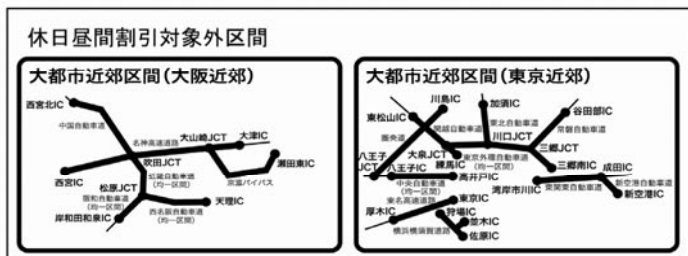 休日昼間割引対象外区間
大都市近郊区間(大阪近郊)
西宮北IC
中国自動車道
名神高速道路
大山崎JCT
大津IC
瀬田東IC
吹田JCT
西宮IC
近畿自動車道
(均一区間)
京滋バイパス
松原JCT
阪和自動車道
(均一区間)
西名阪自動車道
(均一区間)
天理IC
岸和田和泉IC
大都市近郊区間(東京近郊)
川島IC
加須IC
谷田部IC
東松山IC
関越自動車道
東北自動車道
常磐自動車道
圏央道
川口JCT
三郷JCT
大泉JCT
練馬IC
東京外環自動車道
(均一区間)
三郷南IC
八王子
JCT
八王子IC
高井戸IC
成田IC
中央自動車道
(均一区間)
湾岸市川IC
新空港自動車道
東関東自動車道
新空港IC
東名高速道路
東京IC
厚木IC
狩場IC
並木IC
横浜横須賀道路
佐原IC